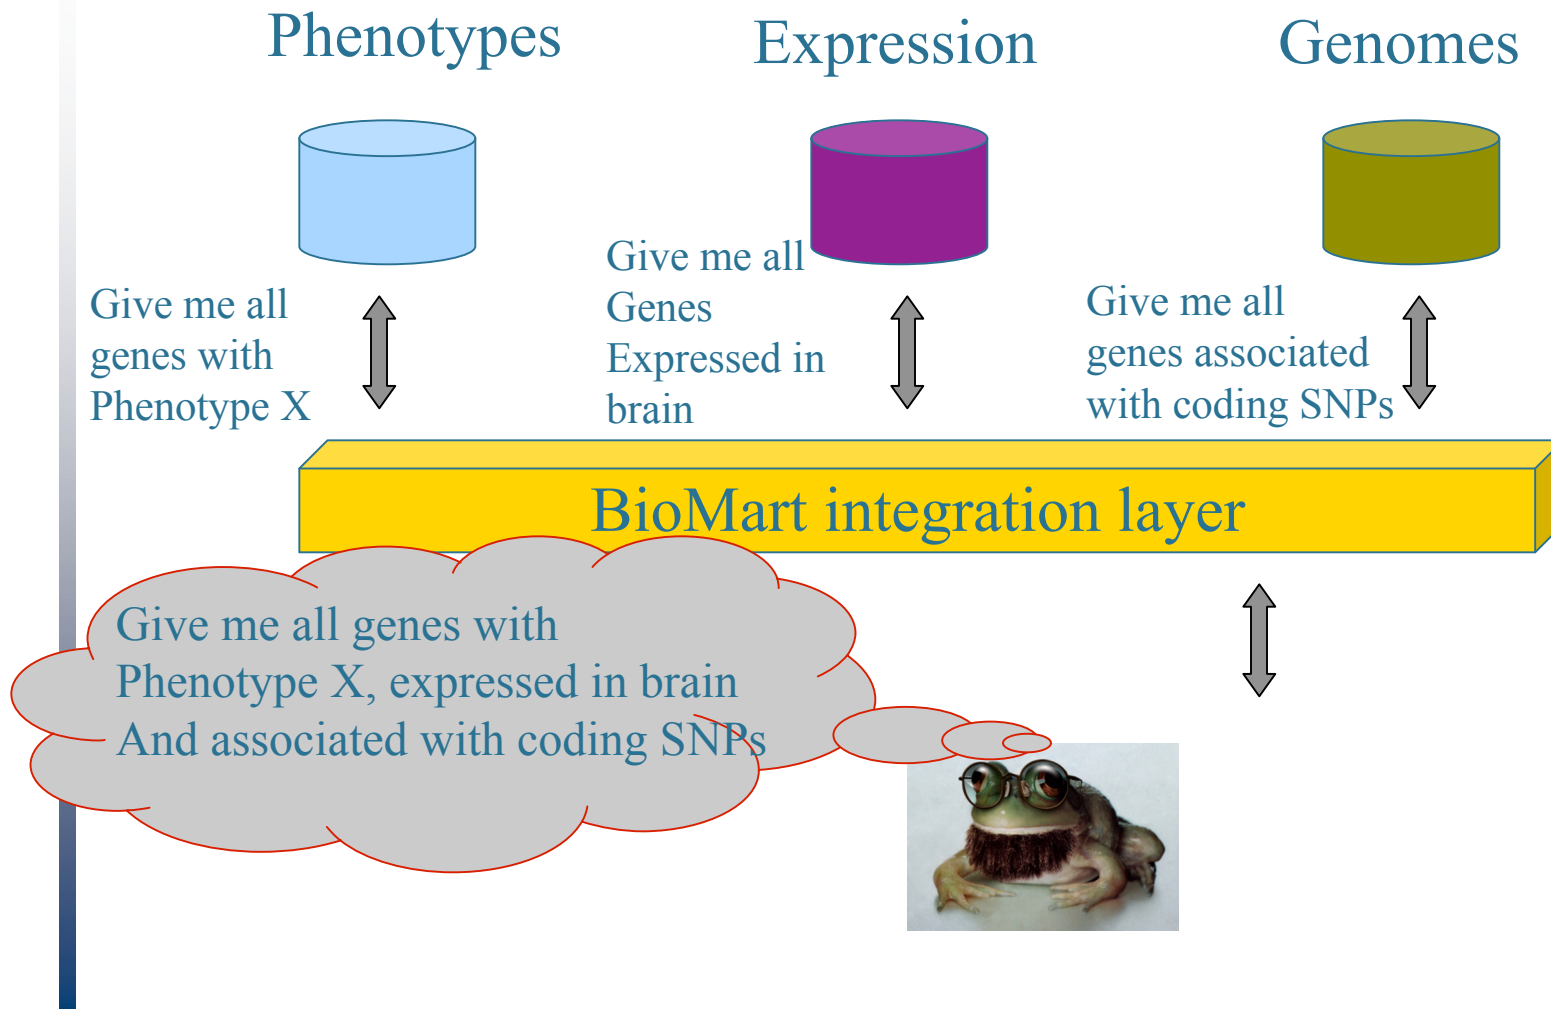 Phenotypes
Expression
Genomes
Give me all
genes with
Phenotype X
Give me all
Genes
Expressed in
brain
Give me all
genes associated
with coding SNPs
BioMart integration layer
Give me all genes with
Phenotype X, expressed in brain
And associated with coding SNPs